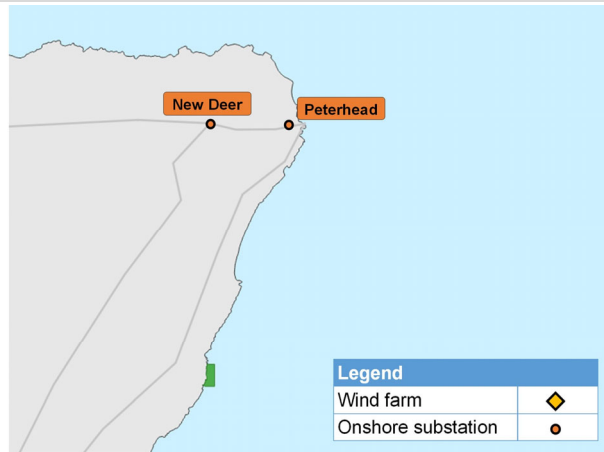 New Deer
Peterhead
Legend
Wind farm
Onshore substation